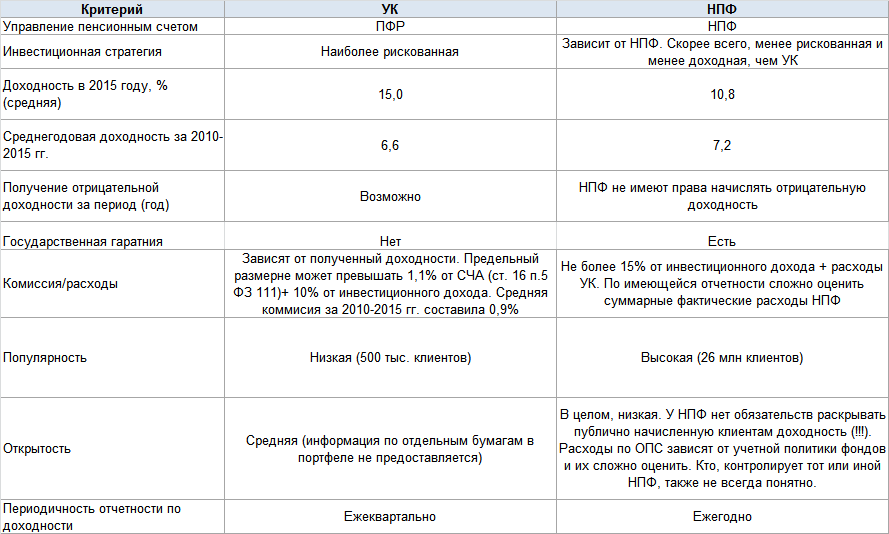 Критерий УК НПФ
Управление пенсионным счетом ПФР НПФ
Инвестиционная стратегия Наиболее рискованная Зависит от НПФ. Скорее всего, менее рискованная и
менее доходная, чем УК
Доходность в 2015 году, %
(средняя) 15,0 10,8
Среднегодовая доходность за 2010-
2015 гг. 6,6 7,2
Получение отрицательной
доходности за период (год) Возможно НПФ не имеют права начислять отрицательную
доходность
Государственная гаратния Нет Есть
Комиссия/расходы
Зависят от полученной доходности. Предельный
размерне может превышать 1,1% от СЧА (ст. 16 п.5
ФЗ 111)+ 10% от инвестиционного дохода. Средняя
коммисия за 2010-2015 гг. составила 0,9%
Не более 15% от инвестиционного дохода + расходы
УК. По имеющейся отчетности сложно оценить
суммарные фактические расходы НПФ
Популярность Низкая (500 тыс. клиентов) Высокая (26 млн клиентов)
Открытость
Средняя (информация по отдельным бумагам в
портфеле не предоставляется)
В целом, низкая. У НПФ нет обязательств раскрывать
публично начисленную клиентам доходность (!!!).
Расходы по ОПС зависят от учетной политики фондов
и их сложно оценить. Кто, контролирует тот или иной
НПФ, также не всегда понятно.
Периодичность отчетности по
доходности Ежеквартально Ежегодно